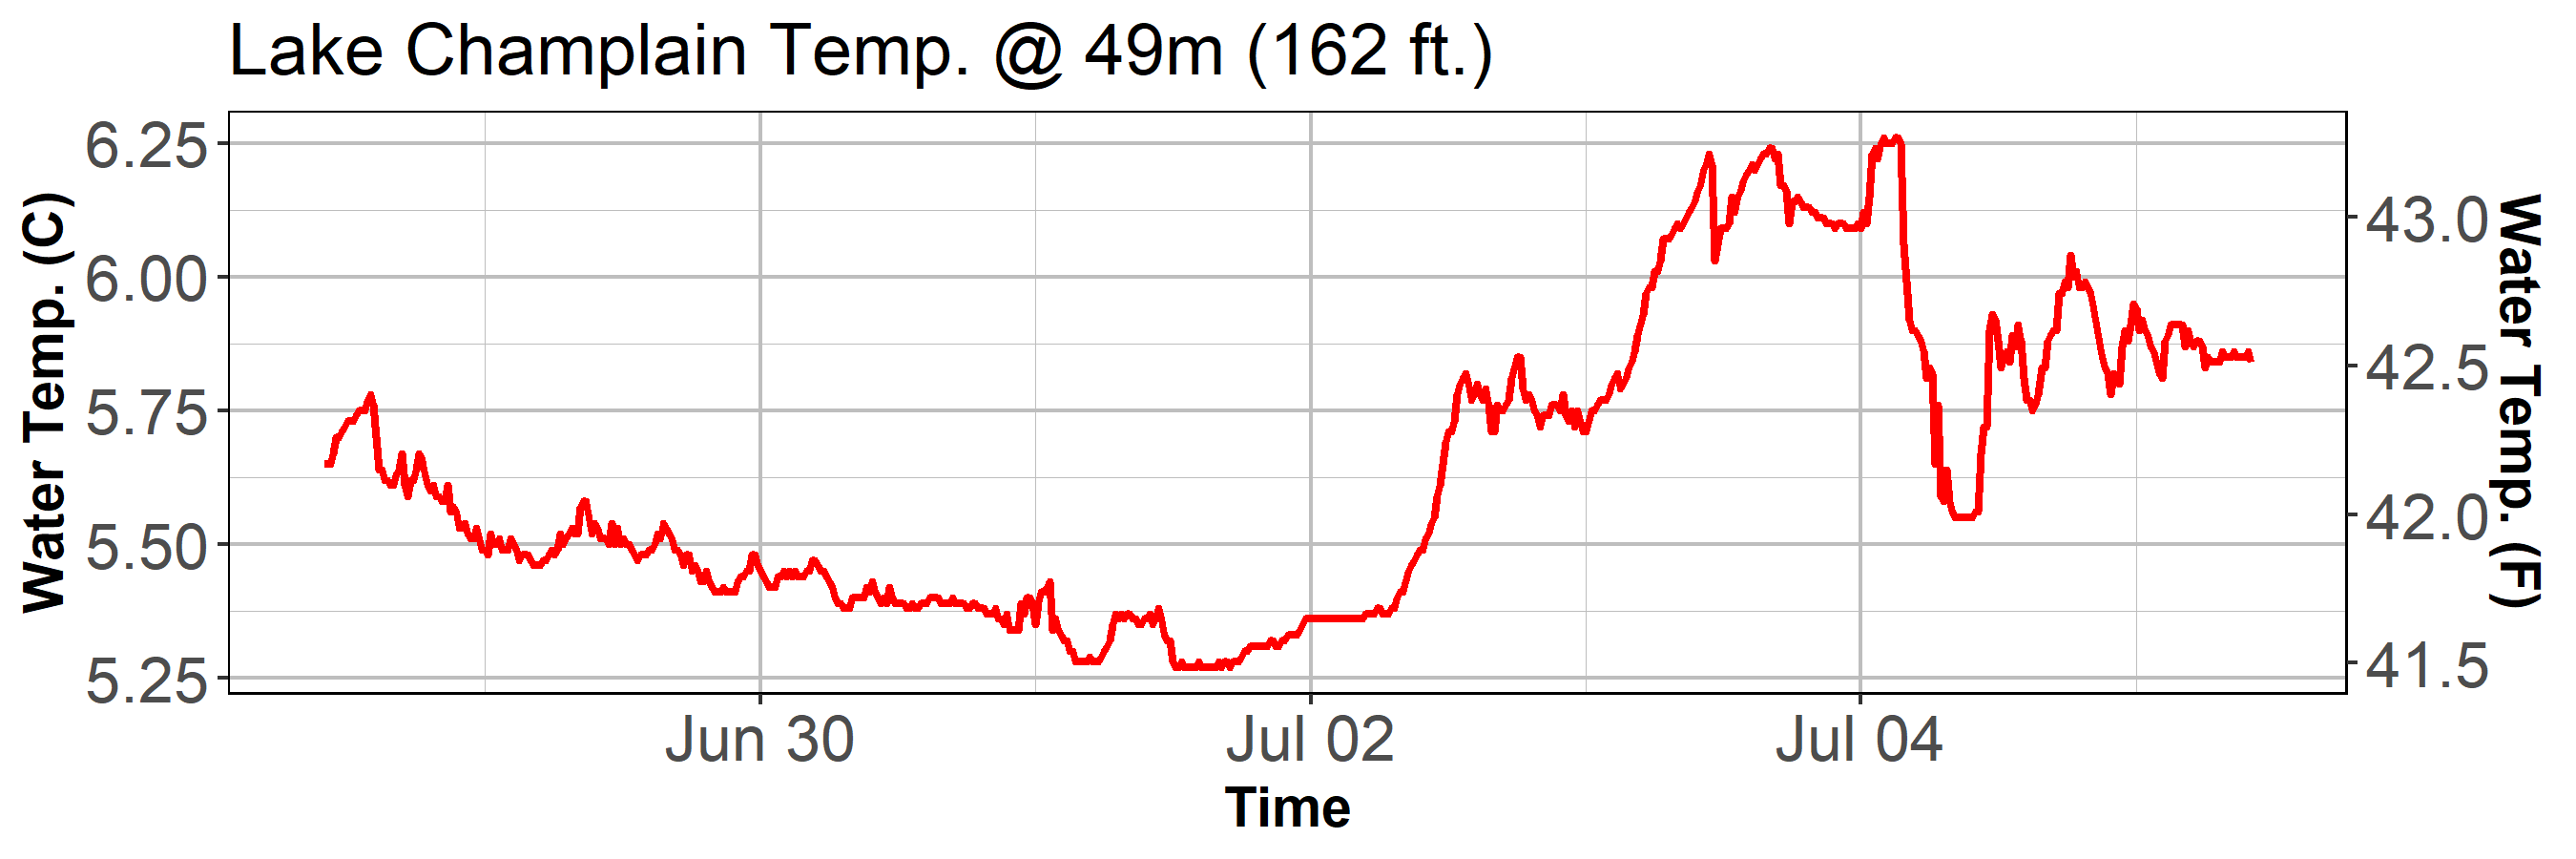 Lake Champlain Temp. @ 49m (162 ft.)
Water Temp. (C)
6.25
6.00
5.75
5.50
5.25
43.0
42.5
42.0
41.5
Water Temp. (F)
Jun 30
Jul 02
Jul 04
Time